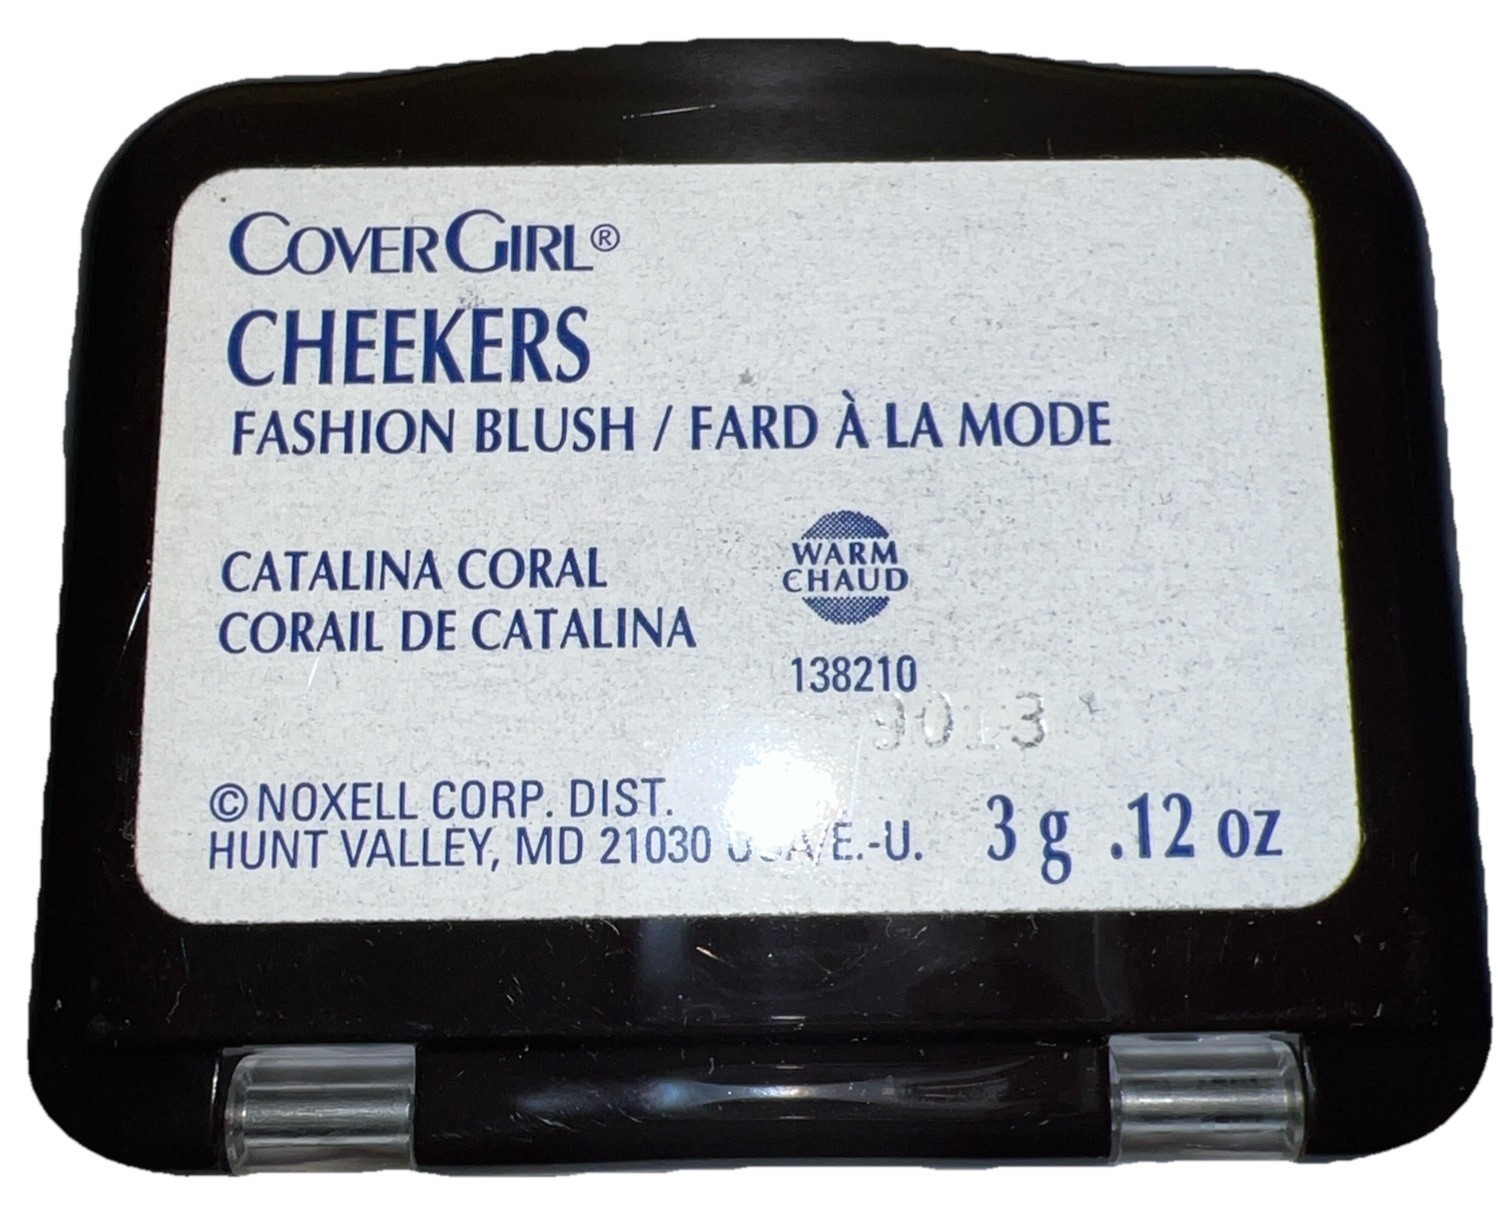 COVERGIRL®
CHEEKERS
FASHION BLUSH / FARD À LA MODE
CATALINA CORAL
CORAIL DE CATALINA
WARM
CHAUD
138210
9013
© NOXELL CORP. DIST.
HUNT VALLEY, MD 21030 U.S.A./E.-U.
3 g .12 oz